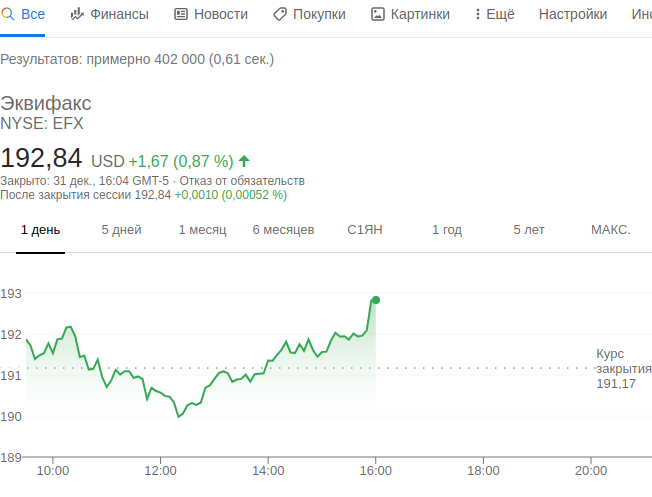 Все Финансы Новости Покупки Картинки Ещё Настройки Инс
Результатов: примерно 402 000 (0,61 сек.)
Эквифакс
NYSE: EFX
192,84 USD +1,67 (0,87 %)
Закрыто: 31 дек., 16:04 GMT-5 · Отказ от обязательств
После закрытия сессии 192,84 +0,0010 (0,00052 %)
1 день 5 дней 1 месяц 6 месяцев С1ЯН 1 год 5 лет МАКС.
193
192
Курс
закрытия
191
191,17
190
189
10:00 12:00 14:00 16:00 18:00 20:00